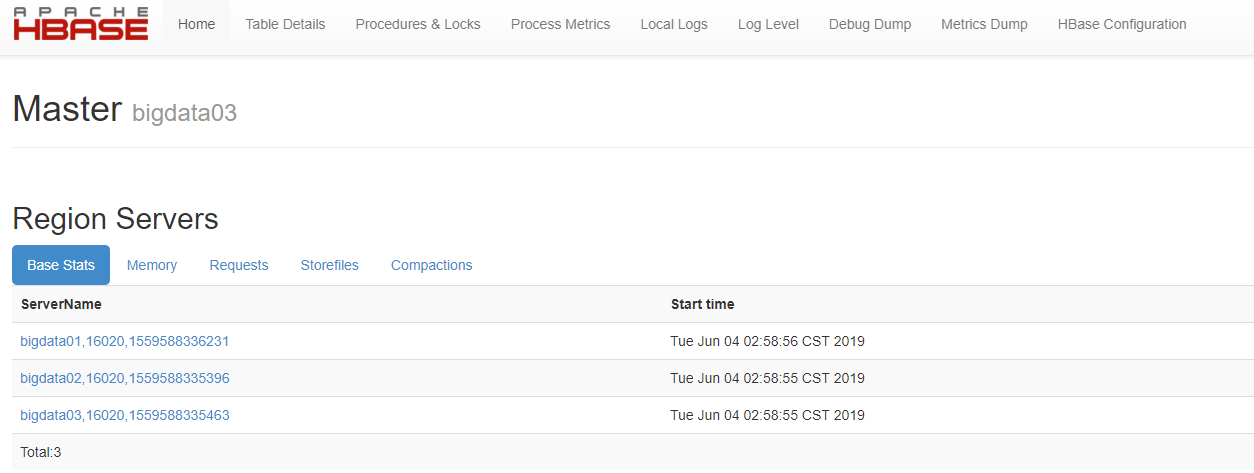 APACHE
HBASE
Home Table Details Procedures & Locks Process Metrics Local Logs Log Level Debug Dump Metrics Dump HBase Configuration
Master bigdata03
Region Servers
Base Stats Memory Requests Storefiles Compactions
ServerName Start time
bigdata01,16020,1559588336231 Tue Jun 04 02:58:56 CST 2019
bigdata02,16020,1559588335396 Tue Jun 04 02:58:55 CST 2019
bigdata03,16020,1559588335463 Tue Jun 04 02:58:55 CST 2019
Total:3